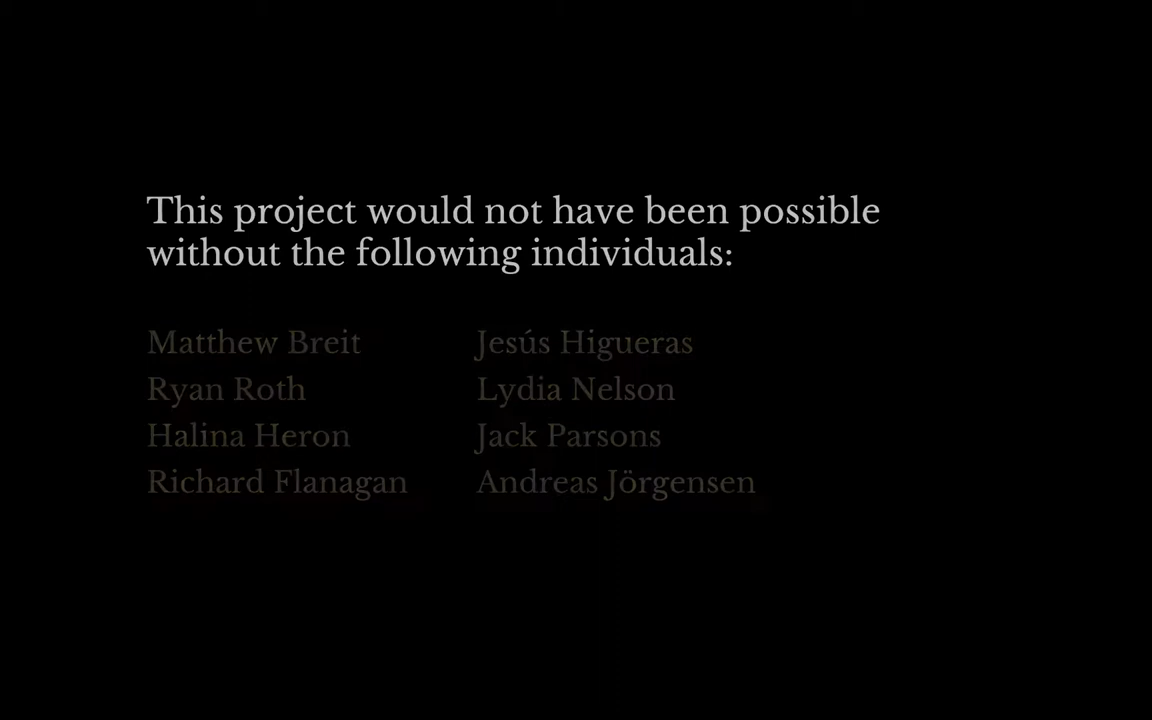 This project would not have been possible
without the following individuals:
Matthew Breit
Ryan Roth
Halina Heron
Richard Flanagan
Jesús Higueras
Lydia Nelson
Jack Parsons
Andreas Jörgensen